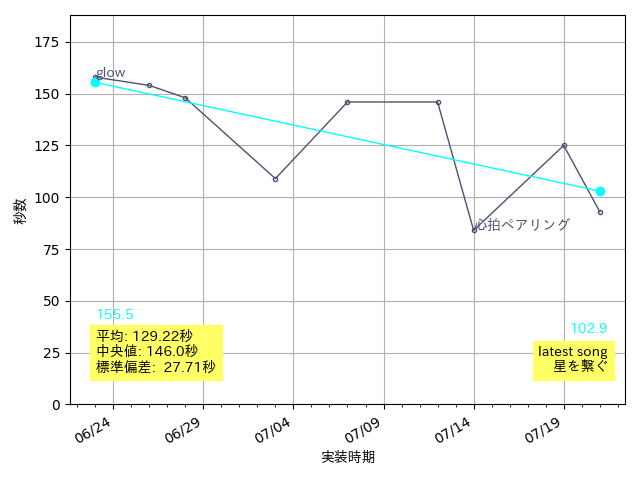 175
150
125
100
75
50
25
0
秒数
glow
心拍ペアリング
155.5
平均: 129.22秒
中央値: 146.0秒
標準偏差: 27.71秒
102.9
latest song
星を繋ぐ
06/24
06/29
07/04
07/09
07/14
07/19
実装時期